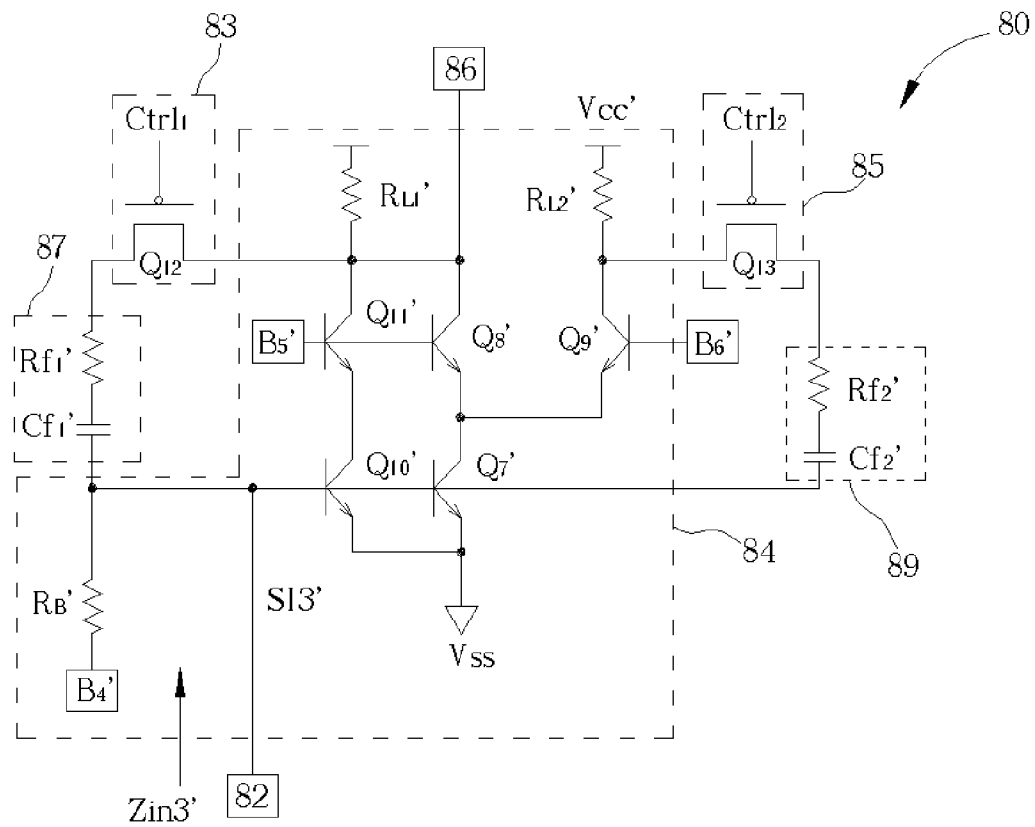 83
80
86
Ctrl1
Vcc'
Ctrl2
RL1'
RL2'
85
87
Q12
Q13
Q11'
B5'
Q8'
Q9'
B6'
Rf1'
Rf2'
Cf1'
Q10'
Q7'
Cf2'
84
89
RB'
SI3'
Vss
B4'
82
Zin3'